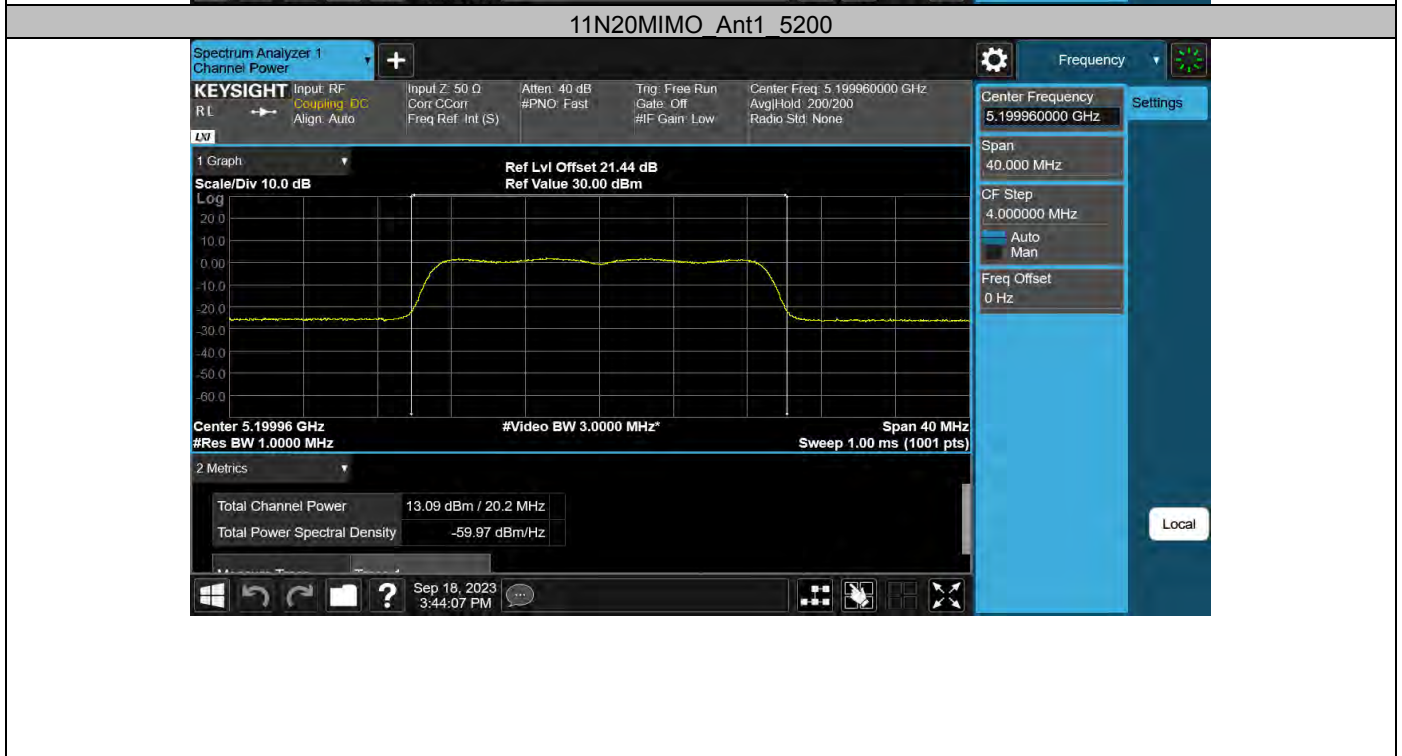 11N20MIMO_Ant1_5200
Spectrum Analyzer 1
Channel Power
+
Frequency
KEYSIGHT Input: RF
RL Coupling: DC
Align: Auto
LXI
Input Z: 50 Ω
Corr CCorr
Freq Ref: Int (S)
Atten: 40 dB
#PNO: Fast
Trig: Free Run
Gate: Off
#IF Gain: Low
Center Freq: 5.199960000 GHz
Avg|Hold: 200/200
Radio Std: None
Center Frequency
5.199960000 GHz
Settings
Span
40.000 MHz
CF Step
4.000000 MHz
Auto
Man
Freq Offset
0 Hz
Local
1 Graph
Scale/Div 10.0 dB
Ref Lvl Offset 21.44 dB
Ref Value 30.00 dBm
Log
20.0
10.0
0.00
-10.0
-20.0
-30.0
-40.0
-50.0
-60.0
Center 5.19996 GHz
#Res BW 1.0000 MHz
#Video BW 3.0000 MHz*
Span 40 MHz
Sweep 1.00 ms (1001 pts)
2 Metrics
Total Channel Power 13.09 dBm / 20.2 MHz
Total Power Spectral Density -59.97 dBm/Hz
?
Sep 18, 2023
3:44:07 PM